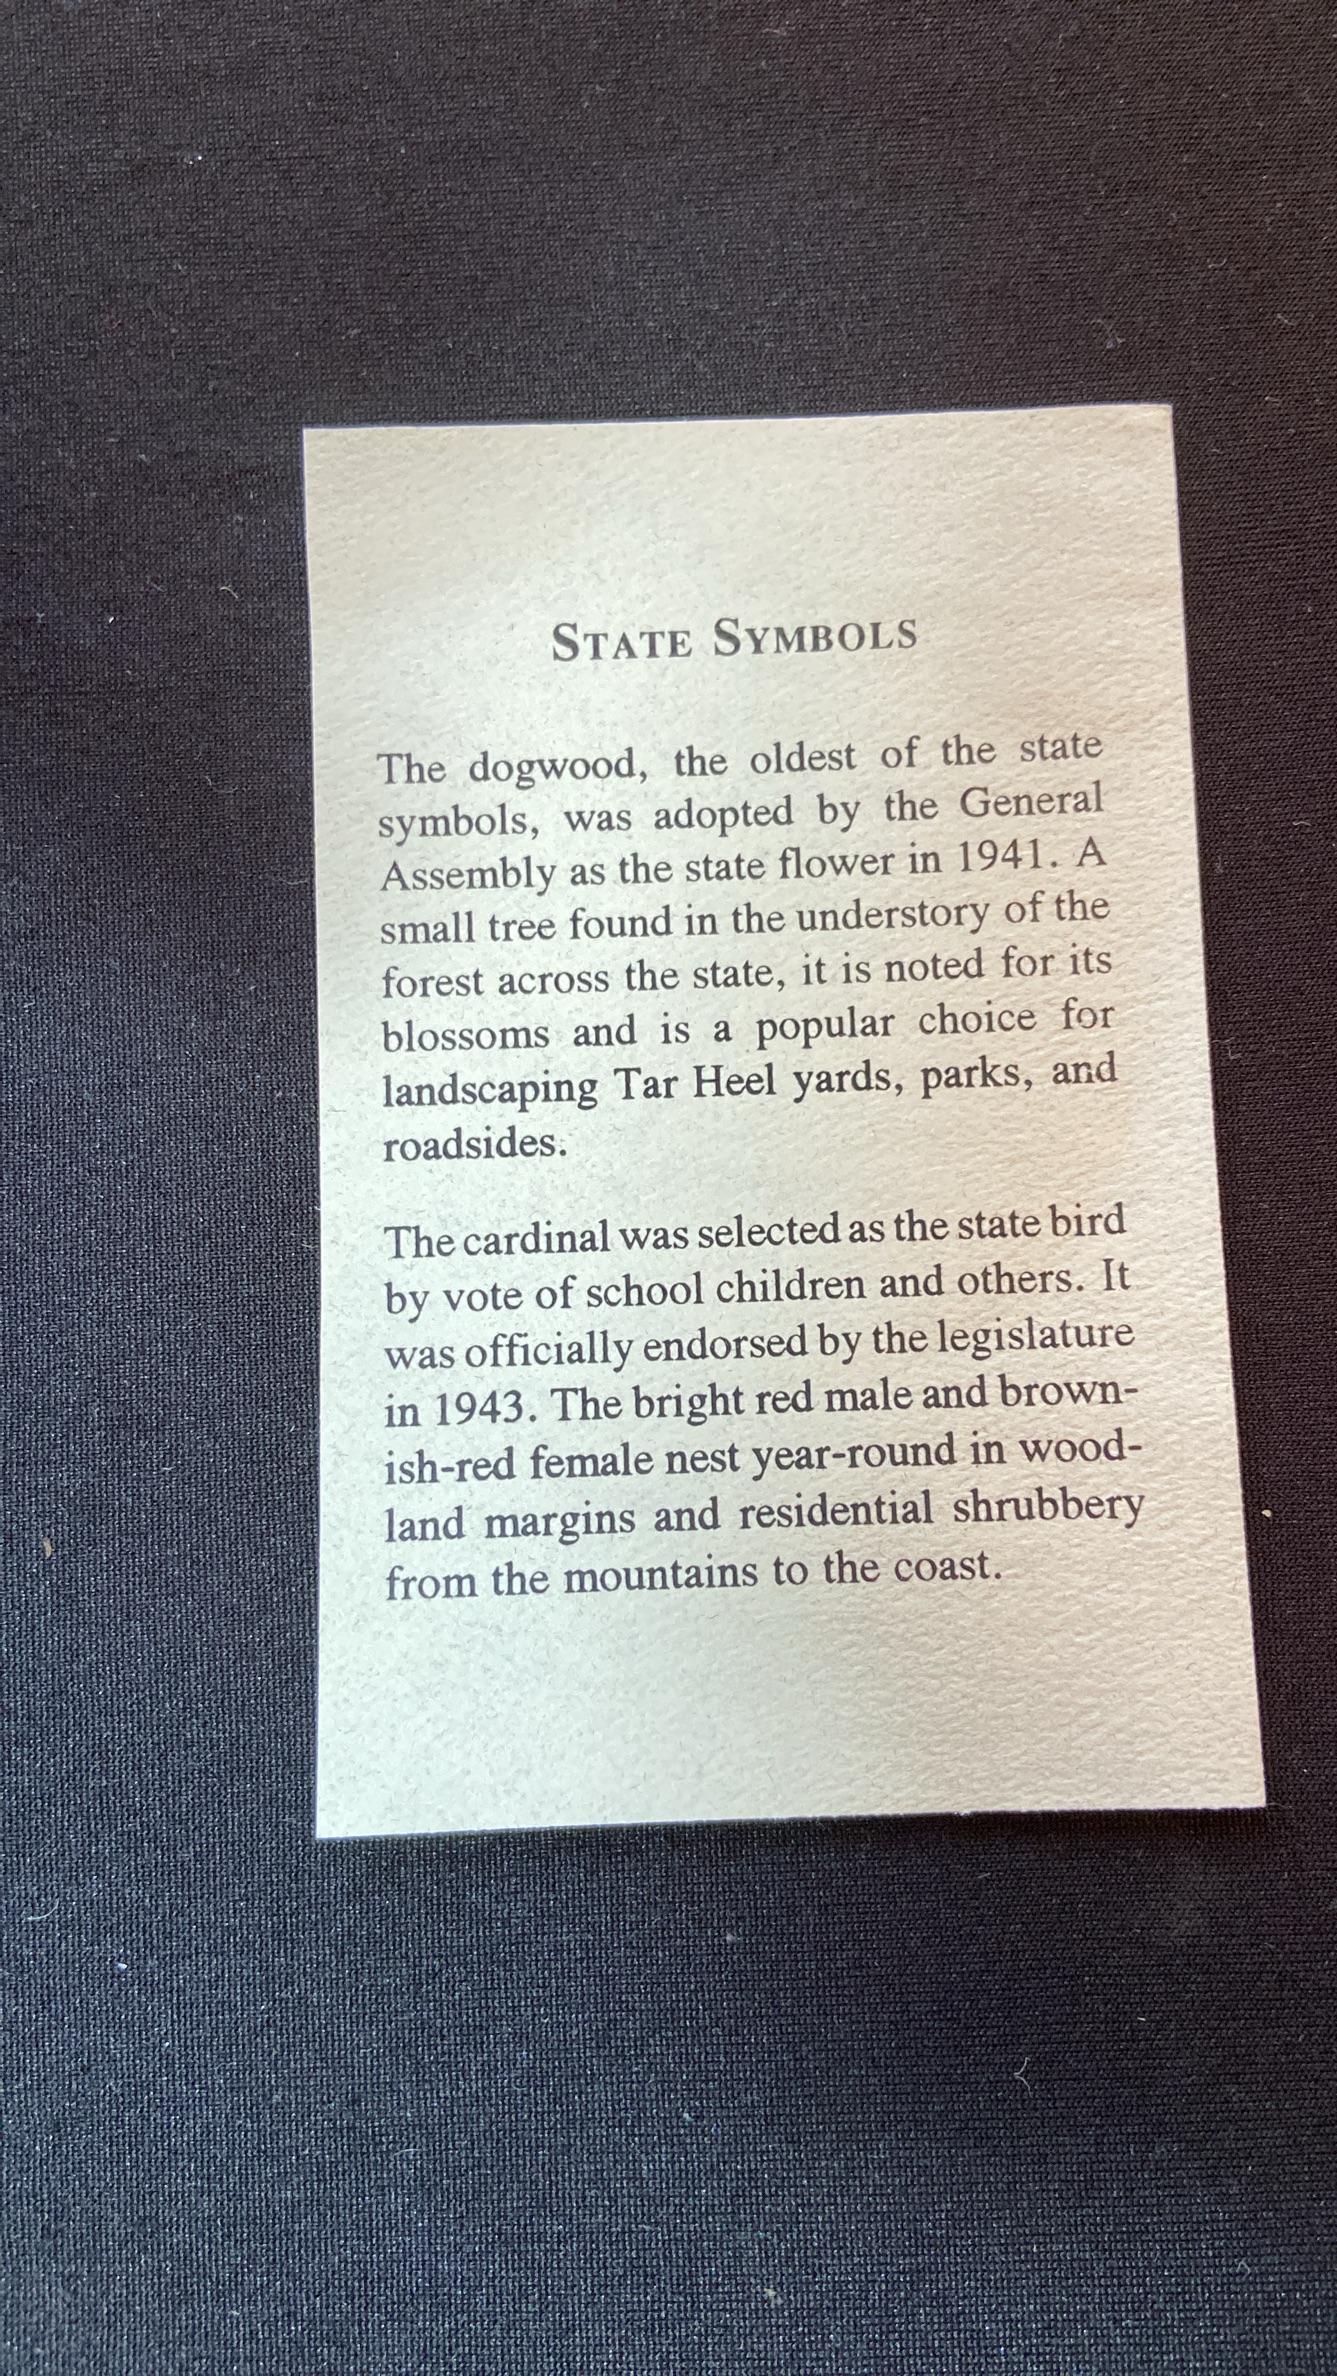 STATE SYMBOLS
The dogwood, the oldest of the state
symbols, was adopted by the General
Assembly as the state flower in 1941. A
small tree found in the understory of the
forest across the state, it is noted for its
blossoms and is a popular choice for
landscaping Tar Heel yards, parks, and
roadsides.
The cardinal was selected as the state bird
by vote of school children and others. It
was officially endorsed by the legislature
in 1943. The bright red male and brown-
ish-red female nest year-round in wood-
land margins and residential shrubbery
from the mountains to the coast.